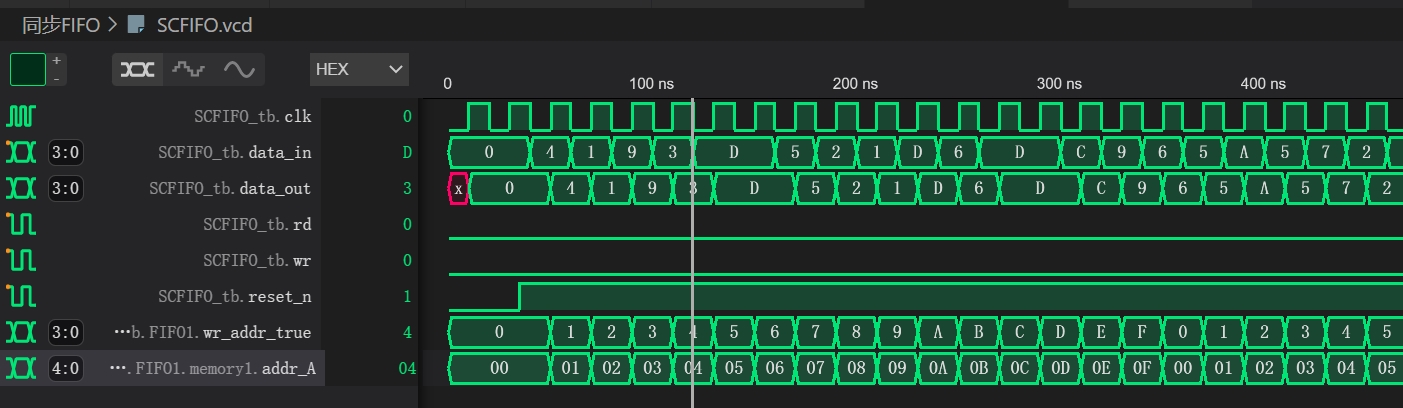 同步FIFO > SCFIFO.vcd
+
-
HEX
0 100 ns 200 ns 300 ns 400 ns
SCFIFO_tb.clk 0
3:0 SCFIFO_tb.data_in D 0 4 1 9 3 D 5 2 1 D 6 D C 9 6 5 A 5 7 2
3:0 SCFIFO_tb.data_out 3 x 0 4 1 9 3 D 5 2 1 D 6 D C 9 6 5 A 5 7 2
SCFIFO_tb.rd 0
SCFIFO_tb.wr 0
SCFIFO_tb.reset_n 1
3:0 …b.FIFO1.wr_addr_true 4 0 1 2 3 4 5 6 7 8 9 A B C D E F 0 1 2 3 4 5
4:0 ….FIFO1.memory1.addr_A 04 00 01 02 03 04 05 06 07 08 09 0A 0B 0C 0D 0E 0F 00 01 02 03 04 05